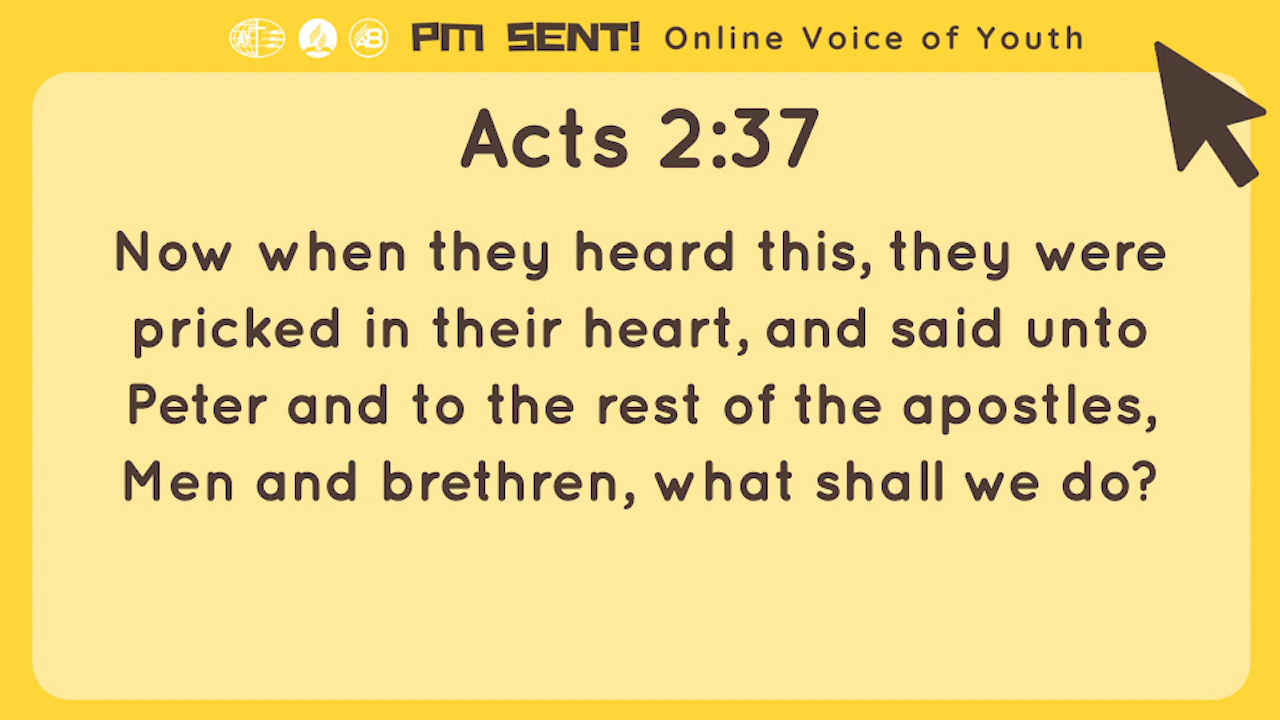 PM SENT! Online Voice of Youth
Acts 2:37
Now when they heard this, they were
pricked in their heart, and said unto
Peter and to the rest of the apostles,
Men and brethren, what shall we do?